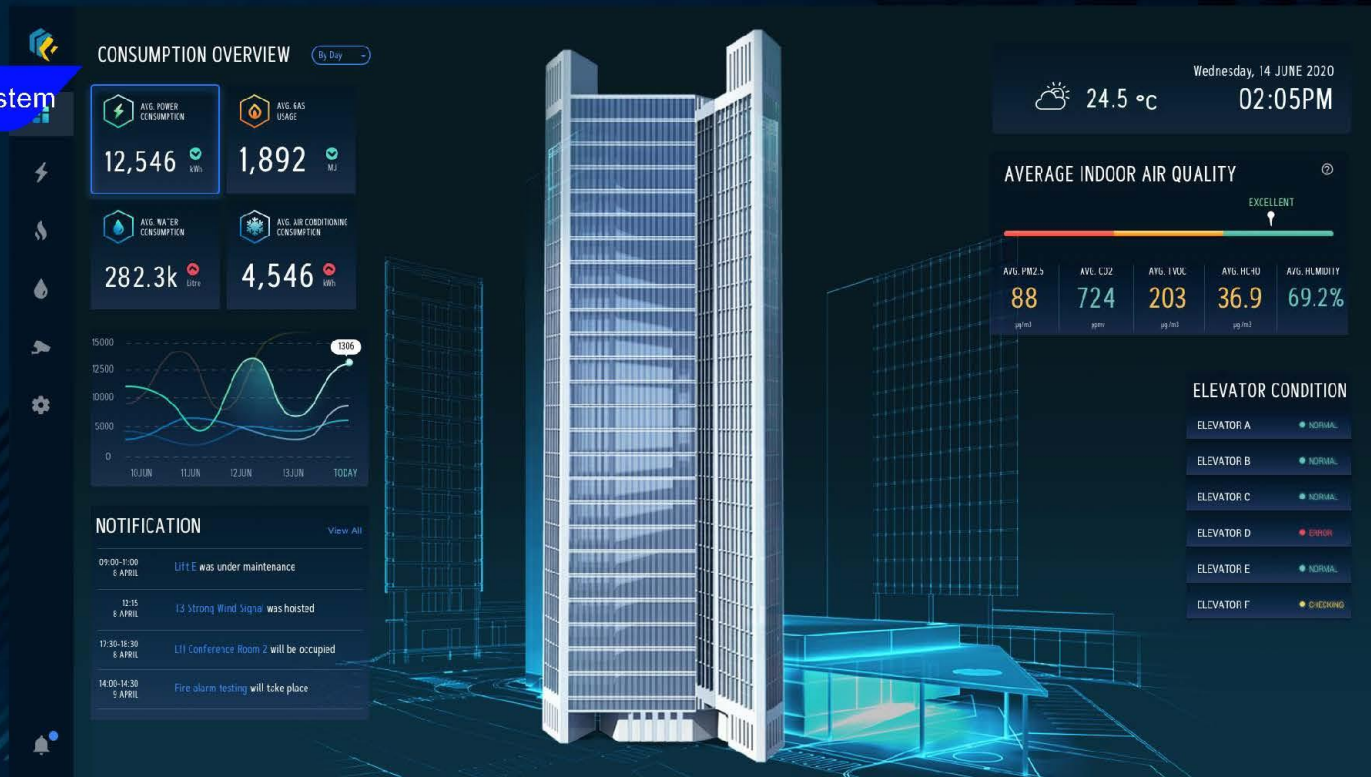 stem
CONSUMPTION OVERVIEW
By Day
AVG. POWER
CONSUMPTION
12,546
kWh
AVG. GAS
USAGE
1,892
MJ
AVG. WATER
CONSUMPTION
282.3k
Litre
AVG. AIR CONDITIONING
CONSUMPTION
4,546
kWh
15000
12500
10000
5000
0
1306
10JUN 11JUN 12JUN 13JUN TODAY
NOTIFICATION
View All
8 APRIL
Lift E was under maintenance
12:15
8 APRIL
T3 Strong Wind Signal was hoisted
17:30-18:30
8 APRIL
Conference Room 2 will be occupied
14:00-14:30
9 APRIL
Fire alarm testing will take place
24.5 °C
Wednesday, 14 JUNE 2020
02:05PM
AVERAGE INDOOR AIR QUALITY
EXCELLENT
AVG. PM2.5 AVG. CO2 AVG. TVOC AVG. HCHO AVG. HUMIDITY
88 724 203 36.9 69.2%
µg/m3 ppmv µg/m3 µg/m3
ELEVATOR CONDITION
ELEVATOR A NORMAL
ELEVATOR B NORMAL
ELEVATOR C NORMAL
ELEVATOR D ERROR
ELEVATOR E NORMAL
ELEVATOR F CHECKING